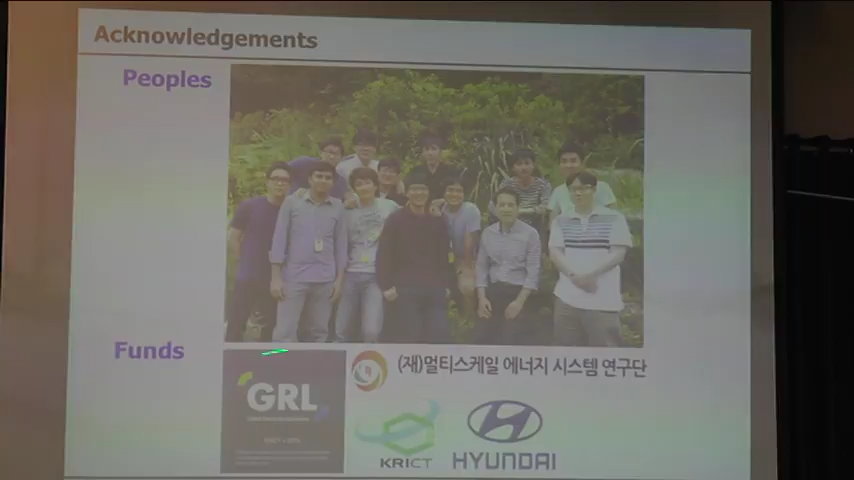 Acknowledgements
Peoples
Funds
(재)멀티스케일 에너지 시스템 연구단
GRL
KRICT
HYUNDAI